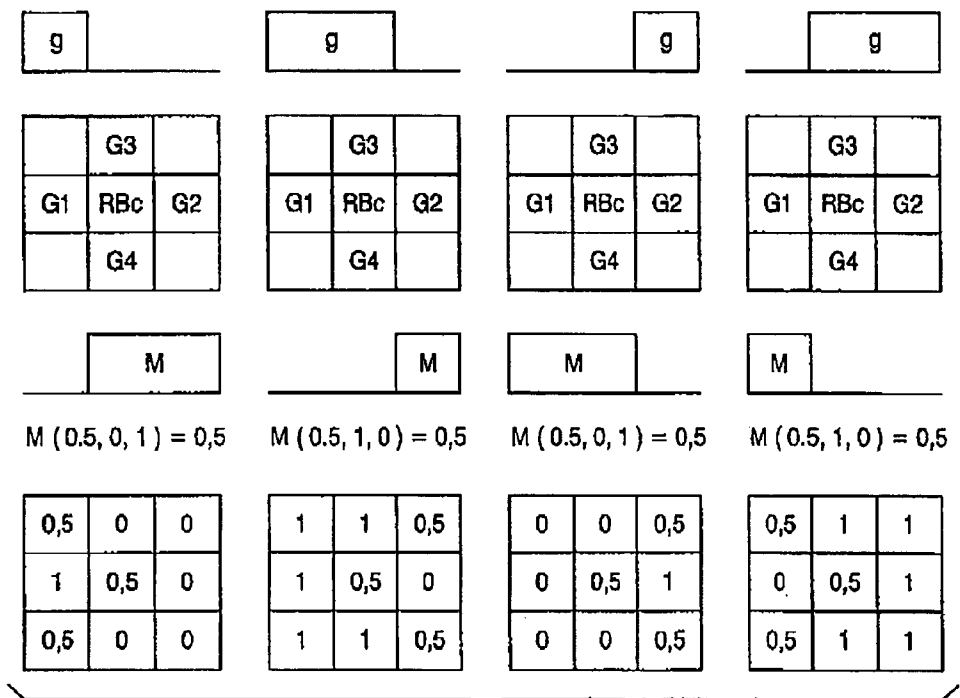 g g g g
G3 G3 G3 G3
G1 RBc G2 G1 RBc G2 G1 RBc G2 G1 RBc G2
G4 G4 G4 G4
M M M M
M ( 0.5, 0, 1 ) = 0,5 M ( 0.5, 1, 0 ) = 0,5 M ( 0.5, 0, 1 ) = 0,5 M ( 0.5, 1, 0 ) = 0,5
0,5 0 0 1 1 0,5 0 0 0,5 0,5 1 1
1 0,5 0 1 0,5 0 0 0,5 1 0 0,5 1
0,5 0 0 1 1 0,5 0 0 0,5 0,5 1 1